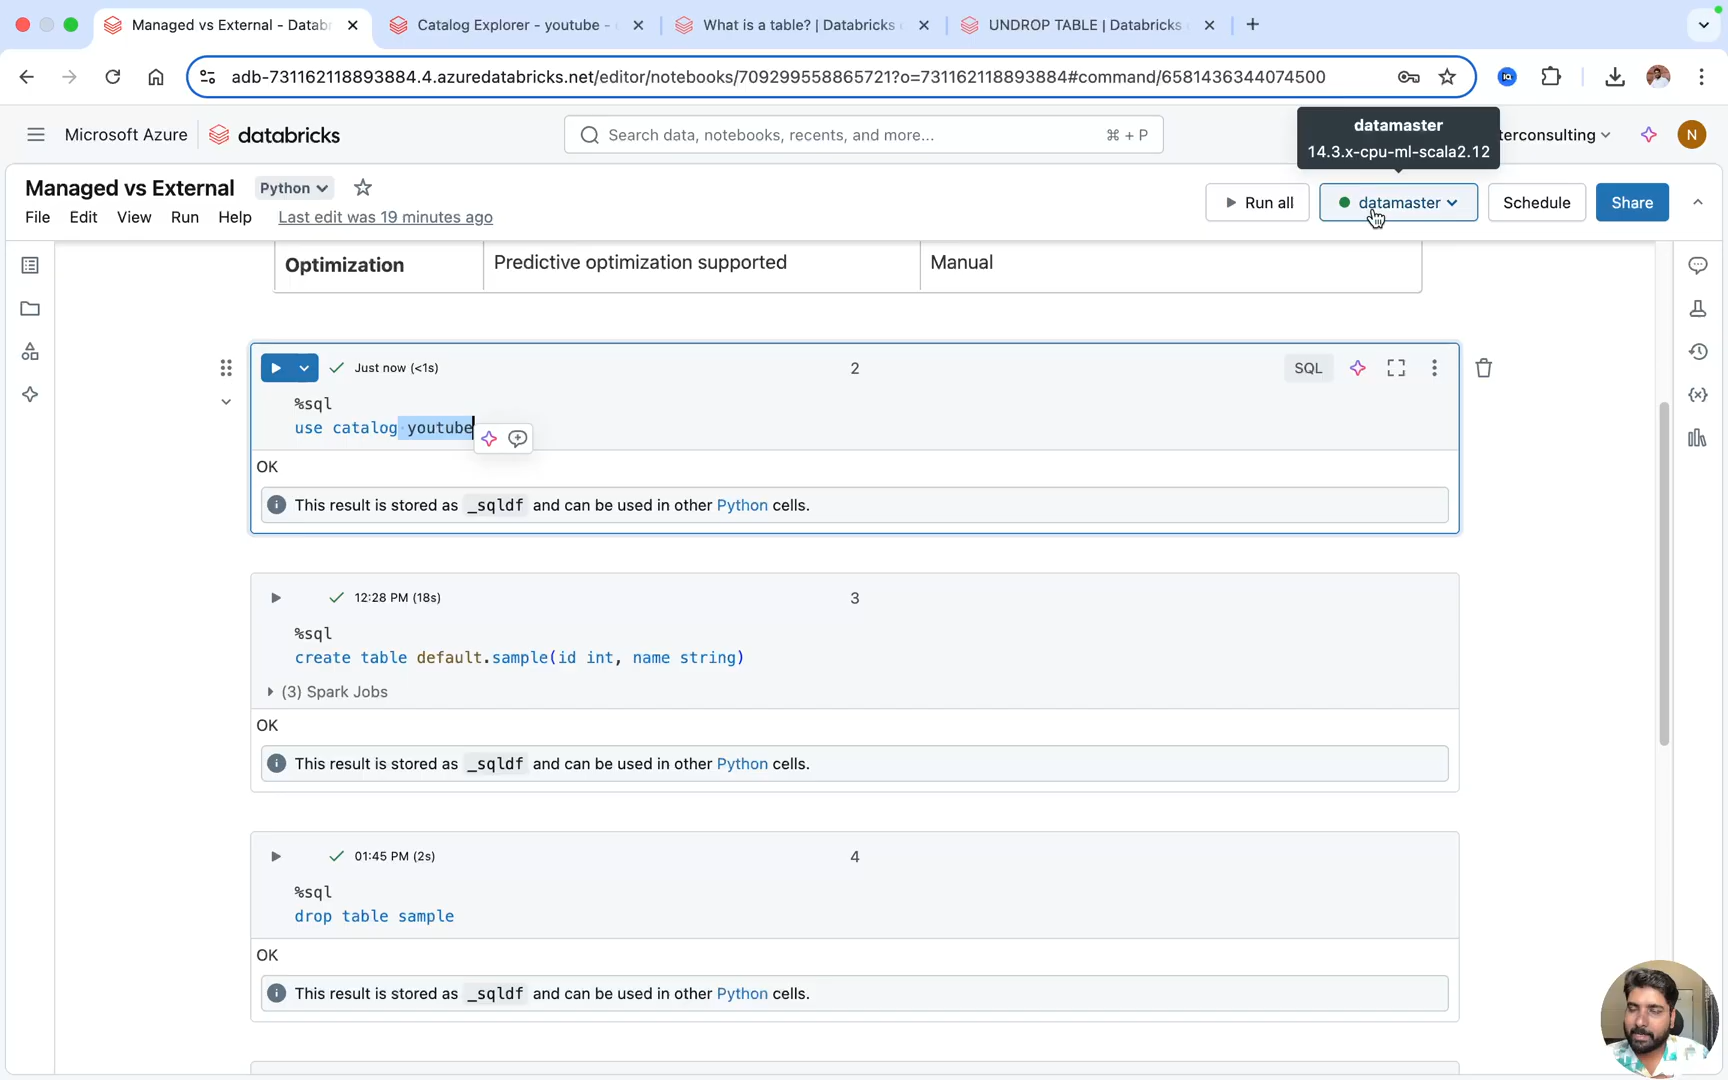 Managed vs External - Datab
Catalog Explorer - youtube -
What is a table? | Databricks
UNDROP TABLE | Databricks
adb-731162118893884.4.azuredatabricks.net/editor/notebooks/709299558865721?o=731162118893884#command/6581436344074500
Microsoft Azure
databricks
Search data, notebooks, recents, and more...
⌘ + P
datamaster
14.3.x-cpu-ml-scala2.12
terconsulting
N
Managed vs External
Python
File
Edit
View
Run
Help
Last edit was 19 minutes ago
Run all
datamaster
Schedule
Share
Optimization
Predictive optimization supported
Manual
Just now (<1s)
2
SQL
%sql
use catalog youtube
OK
This result is stored as _sqldf and can be used in other Python cells.
12:28 PM (18s)
3
%sql
create table default.sample(id int, name string)
(3) Spark Jobs
OK
This result is stored as _sqldf and can be used in other Python cells.
01:45 PM (2s)
4
%sql
drop table sample
OK
This result is stored as _sqldf and can be used in other Python cells.